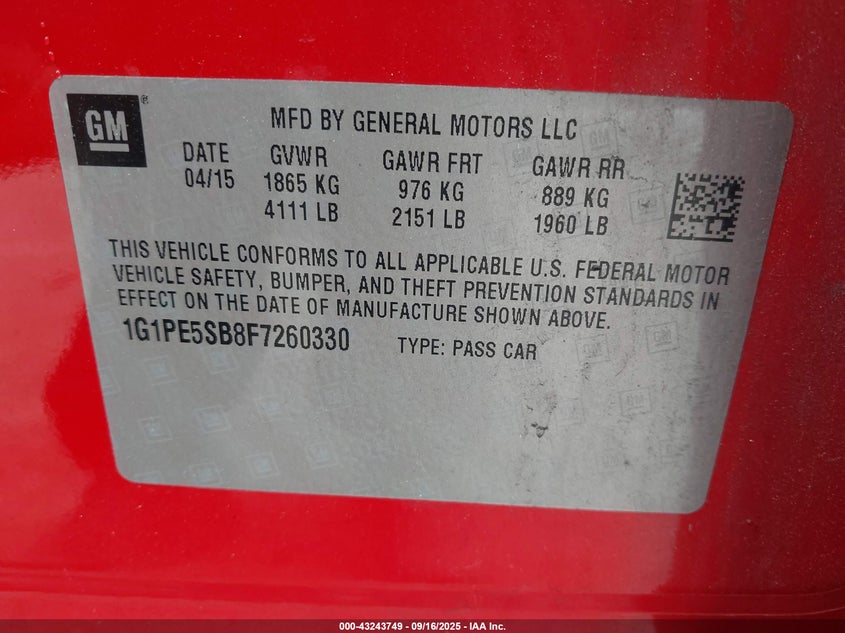 GM ®
MFD BY GENERAL MOTORS LLC
DATE GVWR GAWR FRT GAWR RR
04/15 1865 KG 976 KG 889 KG
4111 LB 2151 LB 1960 LB
THIS VEHICLE CONFORMS TO ALL APPLICABLE U.S. FEDERAL MOTOR
VEHICLE SAFETY, BUMPER, AND THEFT PREVENTION STANDARDS IN
EFFECT ON THE DATE OF MANUFACTURE SHOWN ABOVE.
1G1PE5SB8F7260330 TYPE: PASS CAR
000-43243749 - 09/16/2025 - IAA Inc.